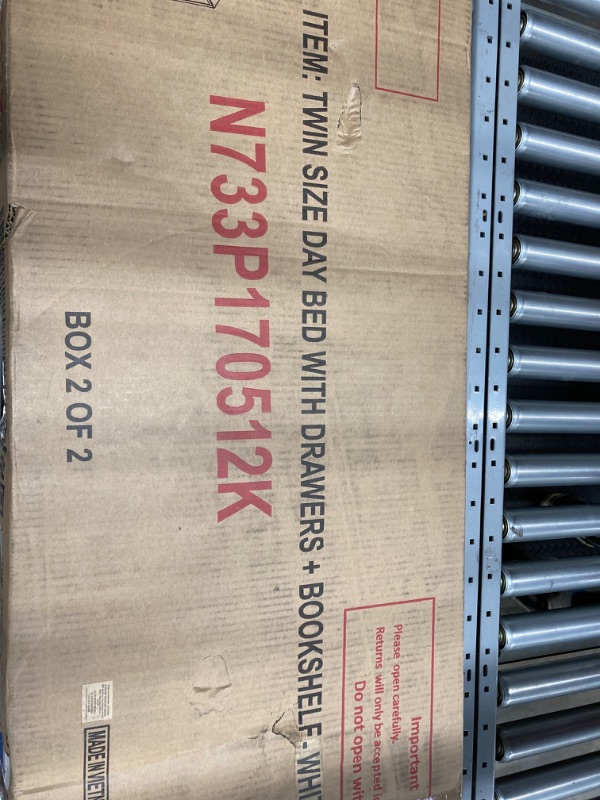 ITEM: TWIN SIZE DAY BED WITH DRAWERS + BOOKSHELF - WHI
N733P170512K
BOX 2 OF 2
Important
Please open carefully.
Returns will only be accepted i
Do not open wit
MADE IN VIETN